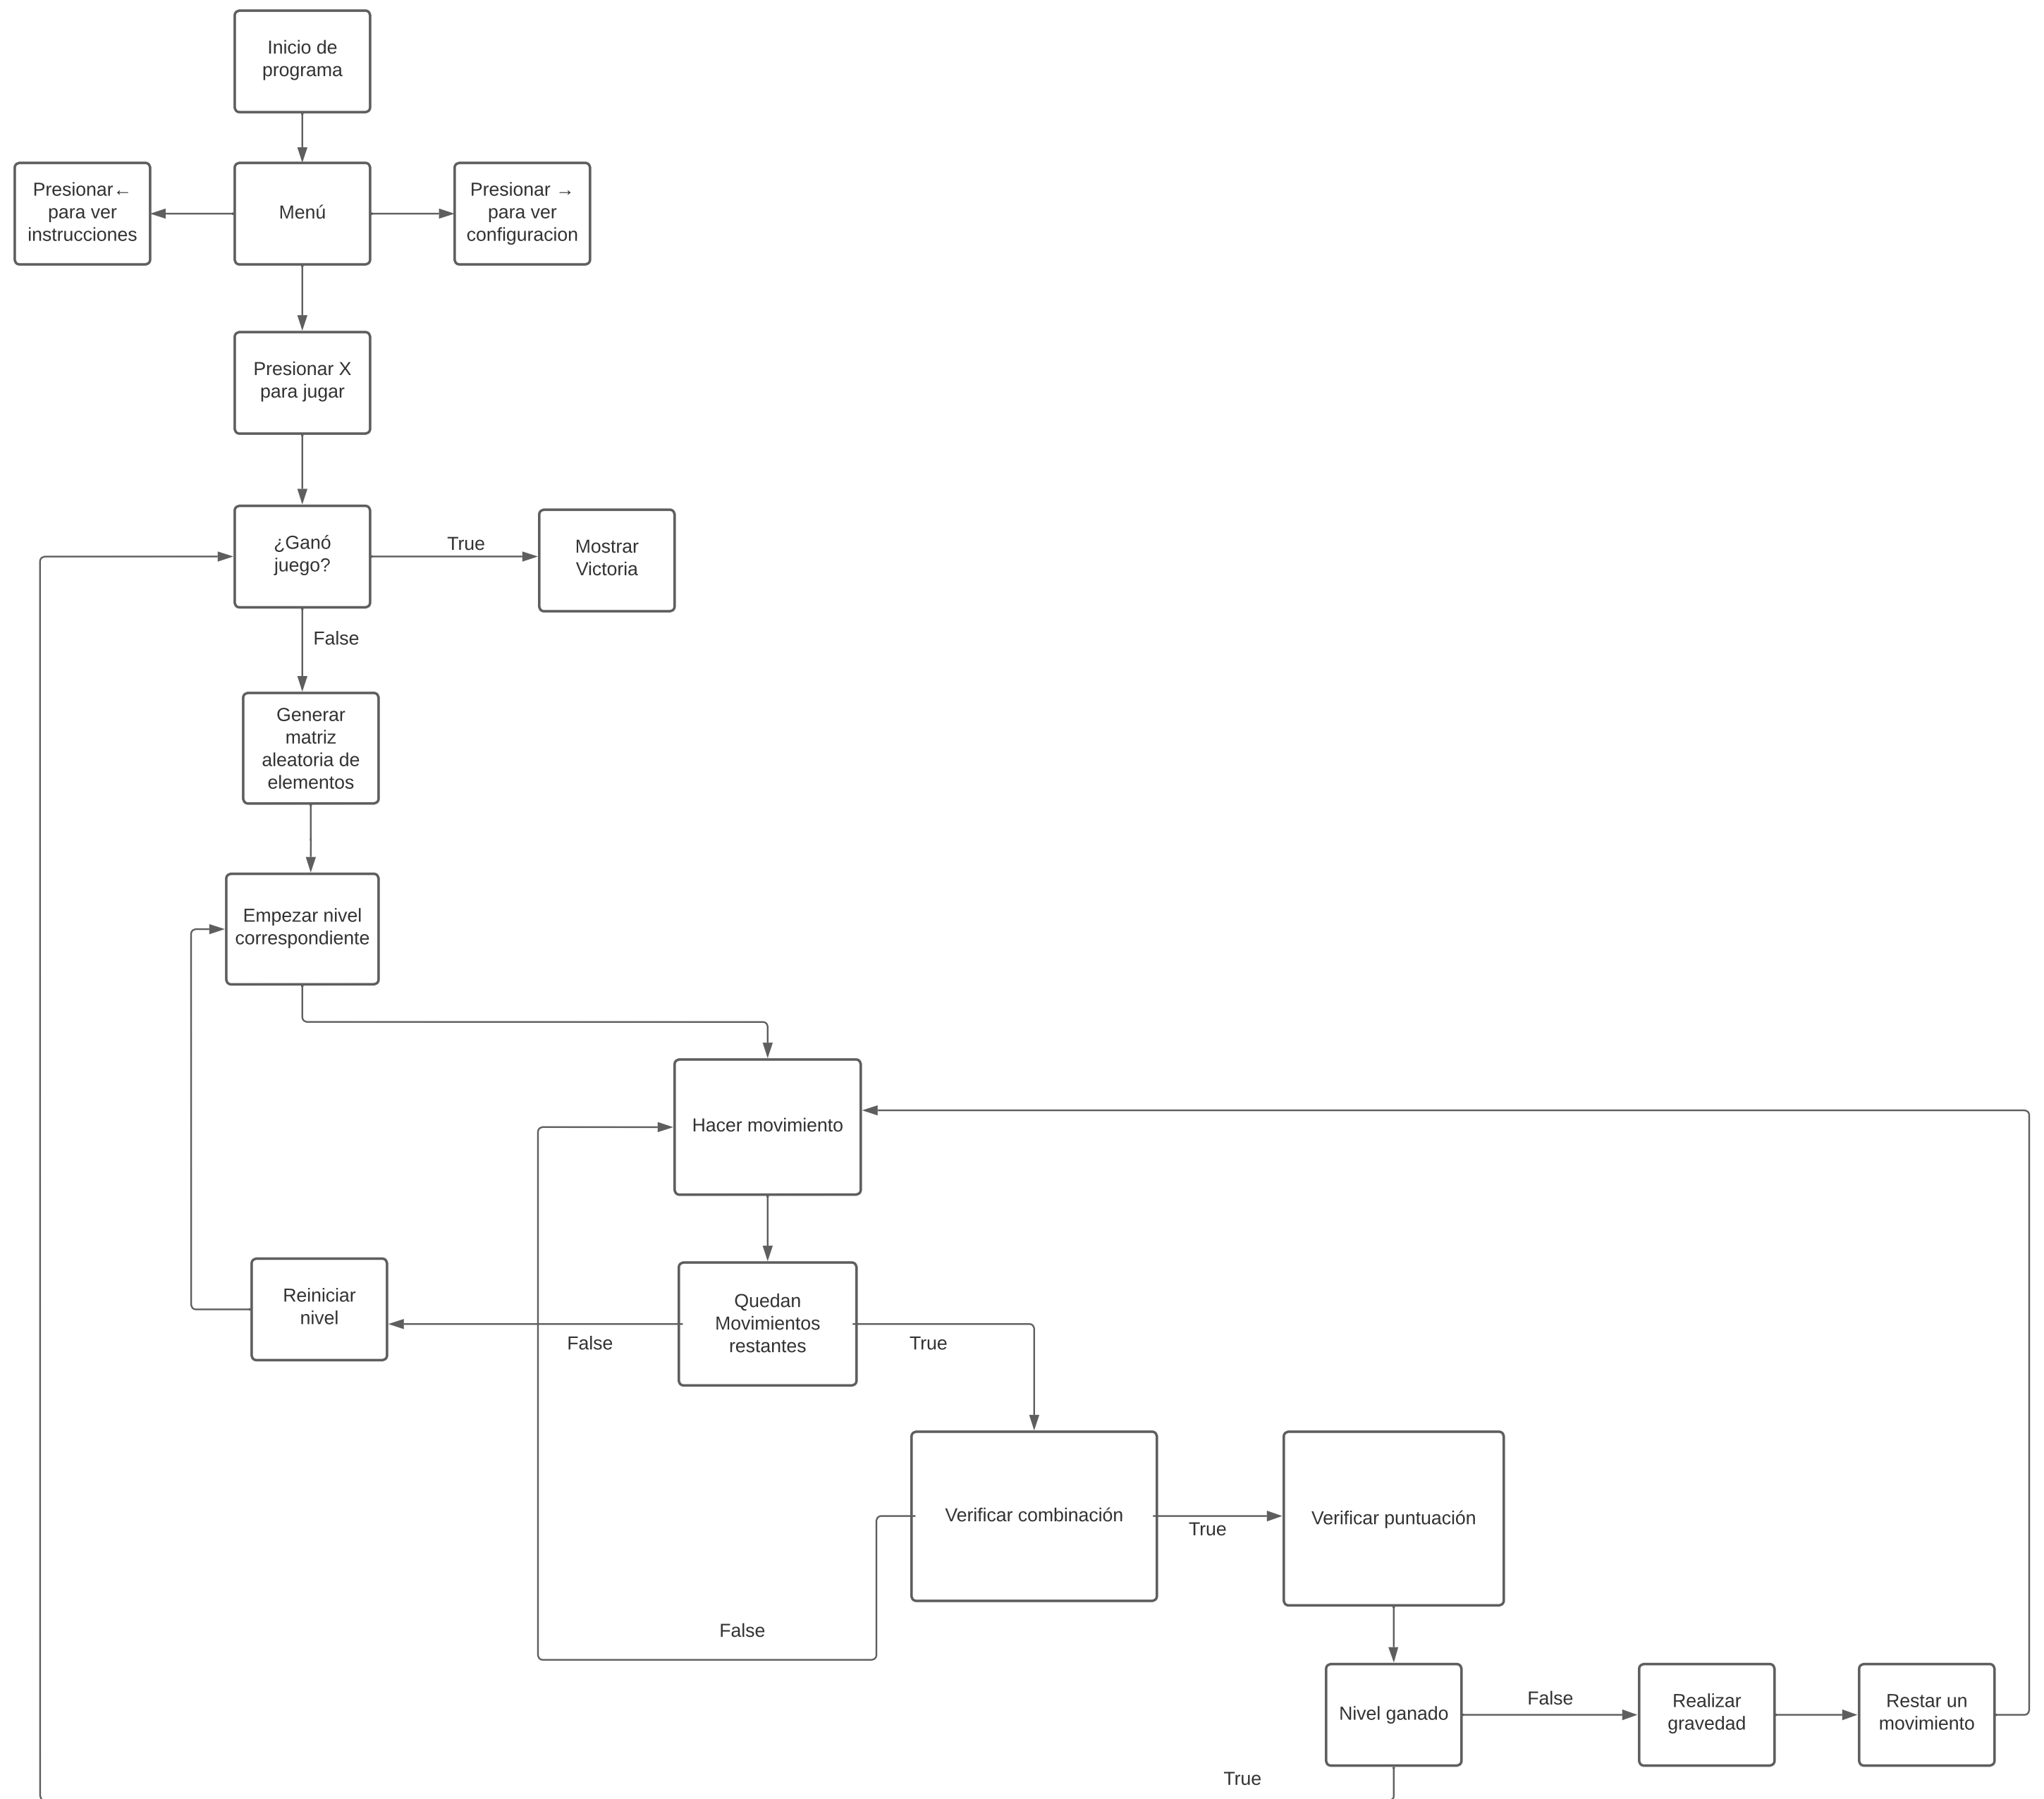 Inicio de
programa
Presionar←
para ver
instrucciones
Menú
Presionar →
para ver
configuracion
Presionar X
para jugar
¿Ganó
juego?
True
Mostrar
Victoria
False
Generar
matriz
aleatoria de
elementos
Empezar nivel
correspondiente
Hacer movimiento
Reiniciar
nivel
False
Quedan
Movimientos
restantes
True
Verificar combinación
True
Verificar puntuación
False
Nivel ganado
False
Realizar
gravedad
Restar un
movimiento
True